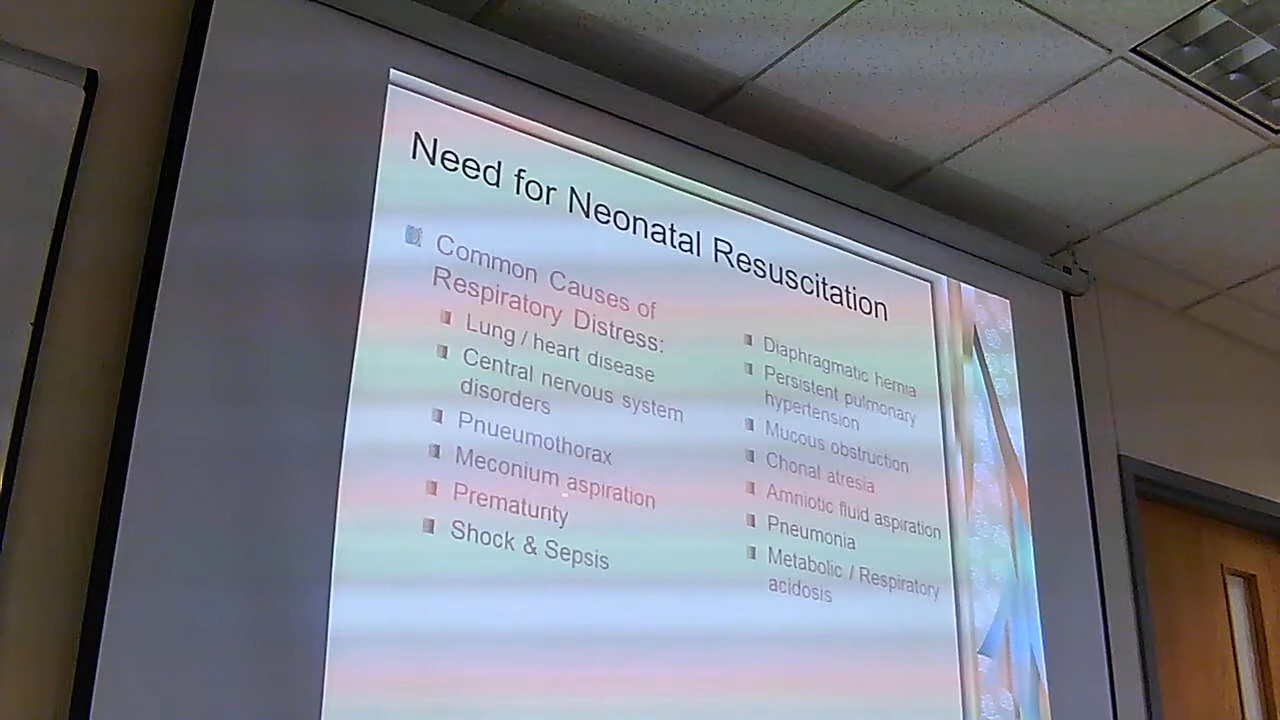 Need for Neonatal Resuscitation
Common Causes of
Respiratory Distress:
Lung / heart disease
Central nervous system
disorders
Pnueumothorax
Meconium aspiration
Prematurity
Shock & Sepsis
Diaphragmatic hernia
Persistent pulmonary
hypertension
Mucous obstruction
Chonal atresia
Amniotic fluid aspiration
Pneumonia
Metabolic / Respiratory
acidosis